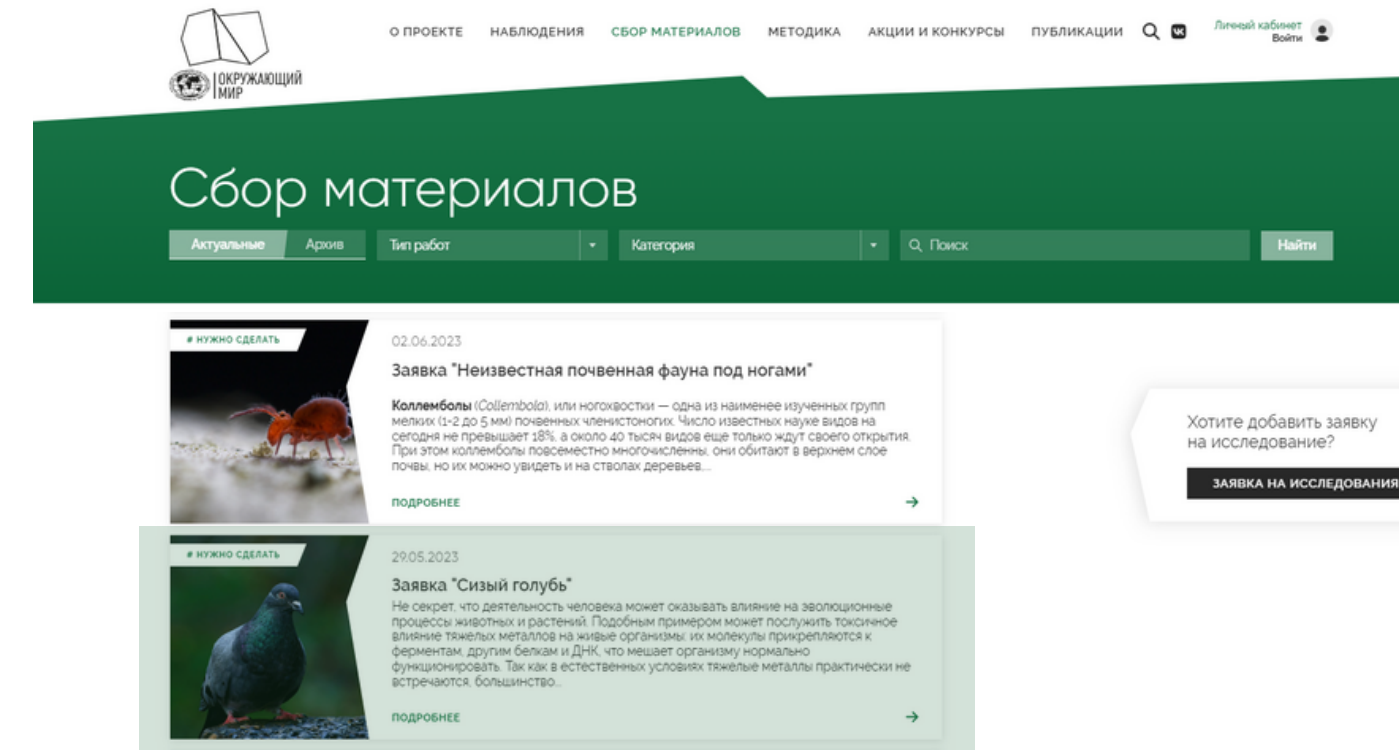 О ПРОЕКТЕ НАБЛЮДЕНИЯ СБОР МАТЕРИАЛОВ МЕТОДИКА АКЦИИ И КОНКУРСЫ ПУБЛИКАЦИИ
Личный кабинет
Войти
ОКРУЖАЮЩИЙ
МИР
Сбор материалов
Актуальные Архив Тип работ Категория Поиск Найти
# НУЖНО СДЕЛАТЬ
02.06.2023
Заявка "Неизвестная почвенная фауна под ногами"
Коллемболы (Collembola), или ногохвостки — одна из наименее изученных групп
мелких (1-2 до 5 мм) почвенных членистоногих. Число известных науке видов на
сегодня не превышает 18%, а около 40 тысяч видов еще только ждут своего открытия.
При этом коллемболы повсеместно многочисленны, они обитают в верхнем слое
почвы, но их можно увидеть и на стволах деревьев,...
ПОДРОБНЕЕ
Хотите добавить заявку
на исследование?
ЗАЯВКА НА ИССЛЕДОВАНИЯ
# НУЖНО СДЕЛАТЬ
29.05.2023
Заявка "Сизый голубь"
Не секрет, что деятельность человека может оказывать влияние на эволюционные
процессы животных и растений. Подобным примером может послужить токсичное
влияние тяжелых металлов на живые организмы: их молекулы прикрепляются к
ферментам, другим белкам и ДНК, что мешает организму нормально
функционировать. Так как в естественных условиях тяжелые металлы практически не
встречаются, большинство...
ПОДРОБНЕЕ